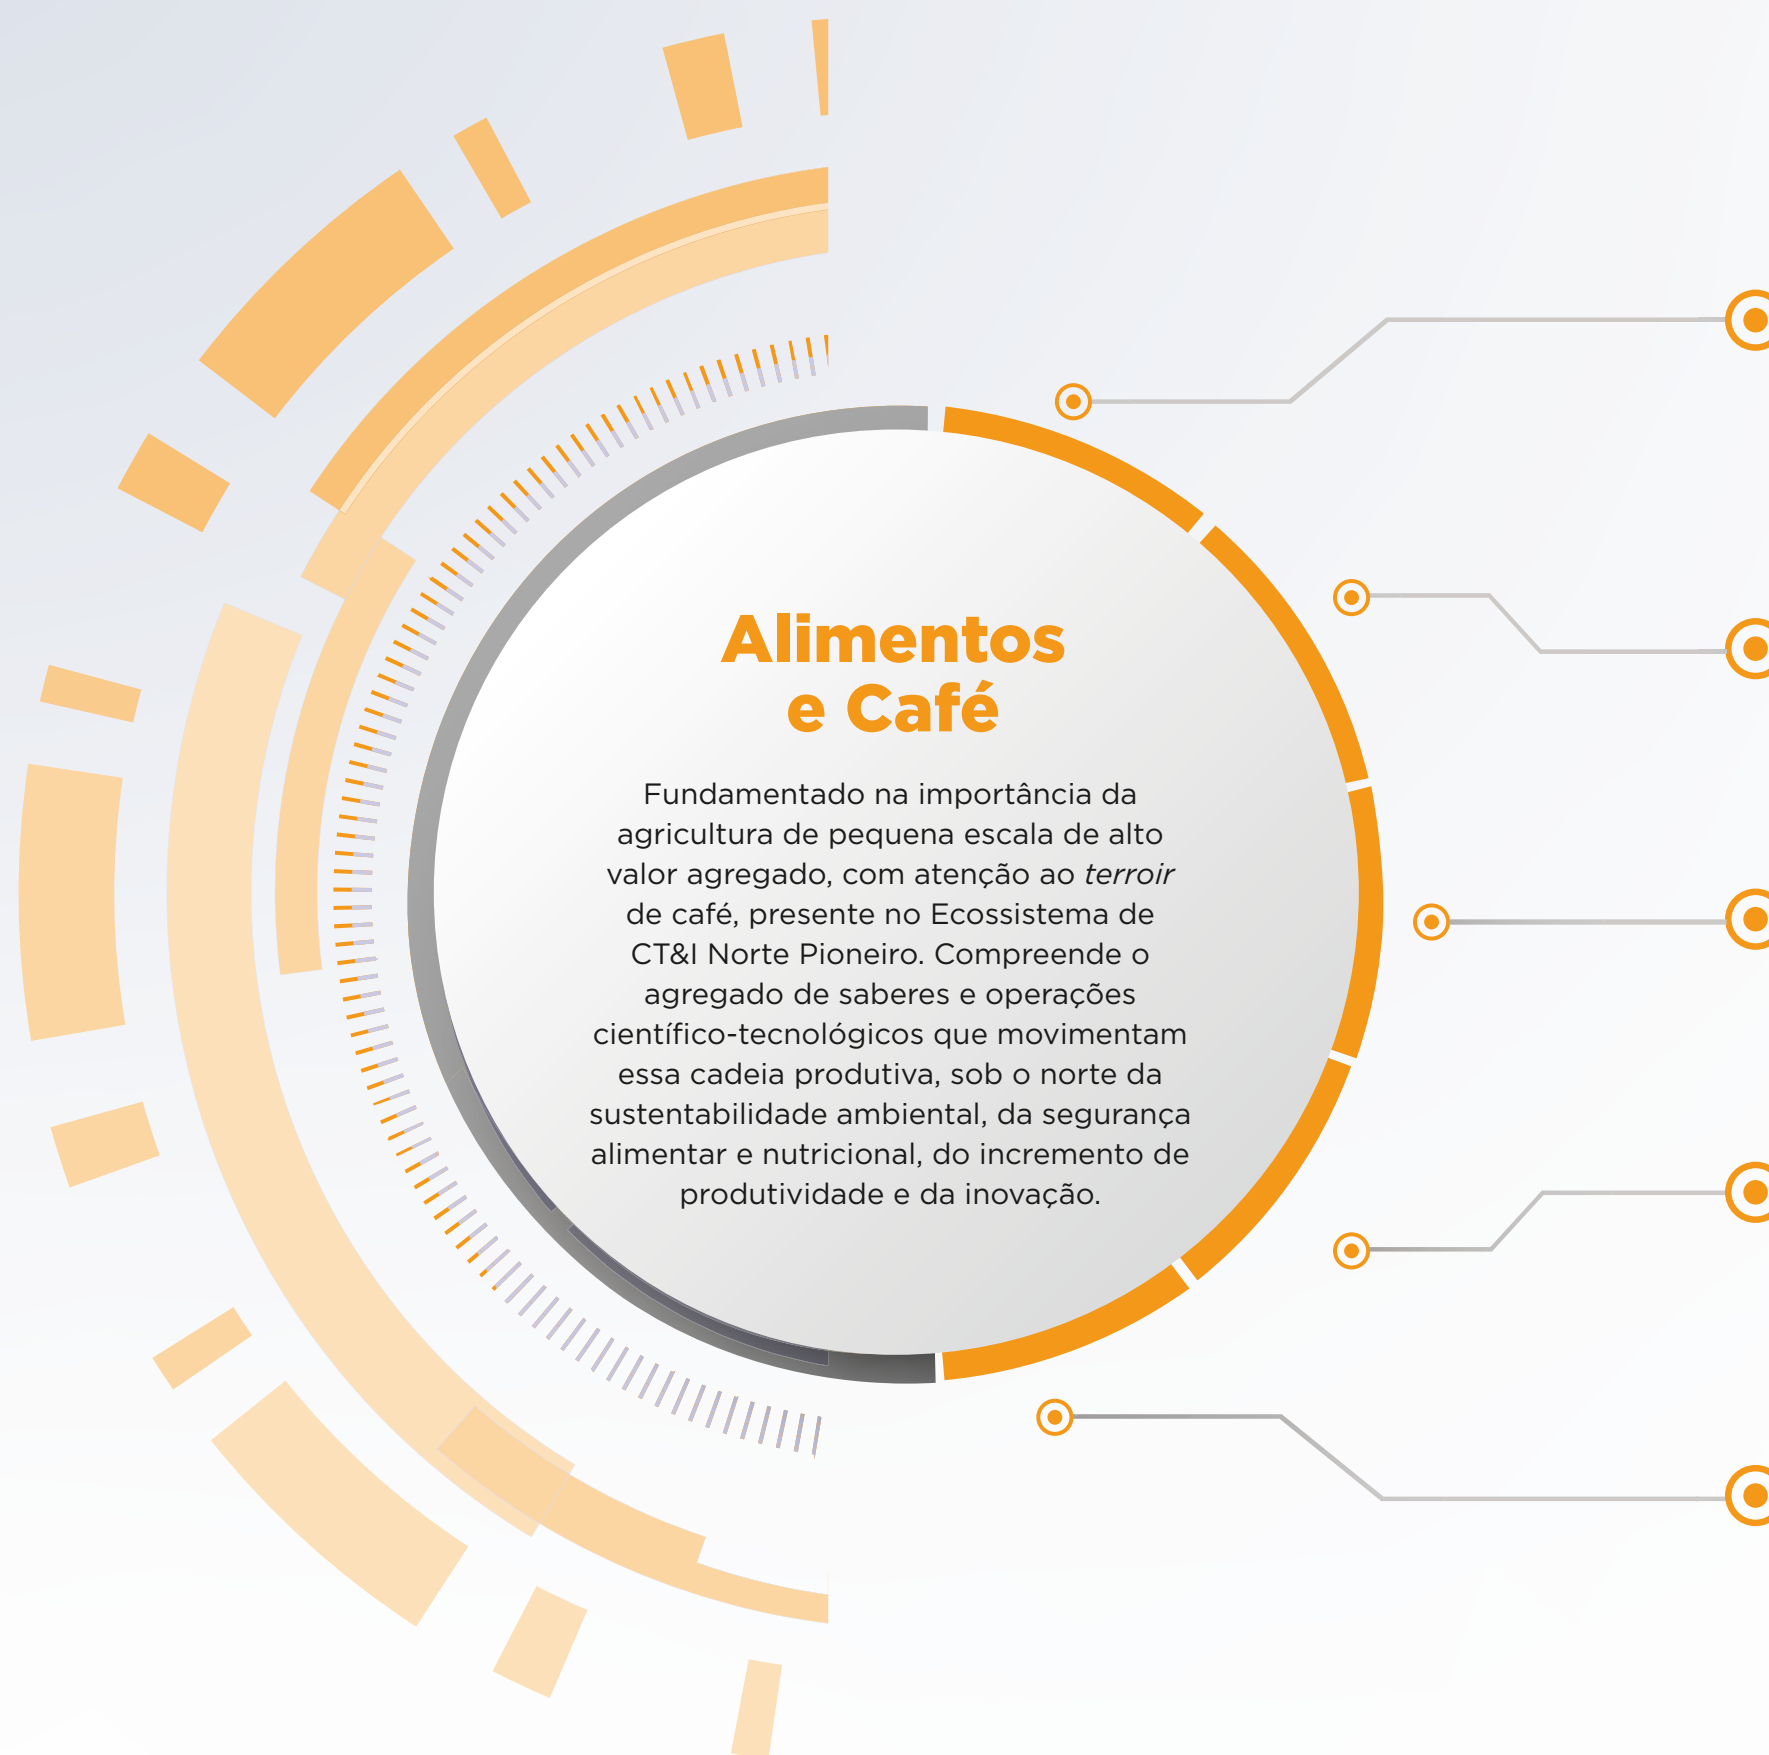 Alimentos
e Café
Fundamentado na importância da
agricultura de pequena escala de alto
valor agregado, com atenção ao terroir
de café, presente no Ecossistema de
CT&I Norte Pioneiro. Compreende o
agregado de saberes e operações
científico-tecnológicos que movimentam
essa cadeia produtiva, sob o norte da
sustentabilidade ambiental, da segurança
alimentar e nutricional, do incremento de
produtividade e da inovação.